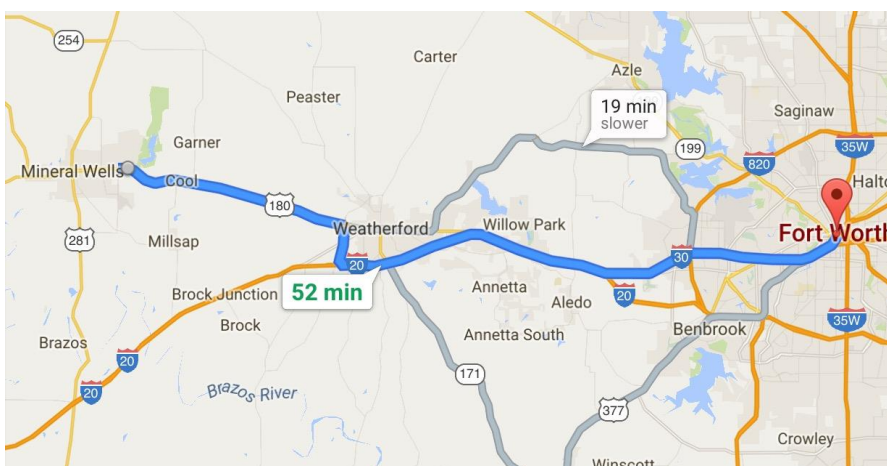 254
Carter
Azle
Peaster
19 min
slower
Saginaw
Garner
199
820
35W
Mineral Wells
Cool
Halto
180
Weatherford
Willow Park
Fort Worth
281
Millsap
20
30
52 min
Brock Junction
Annetta
Aledo
20
Brock
Annetta South
Benbrook
35W
Brazos
20
171
20
Brazos River
377
Crowley
Winscott